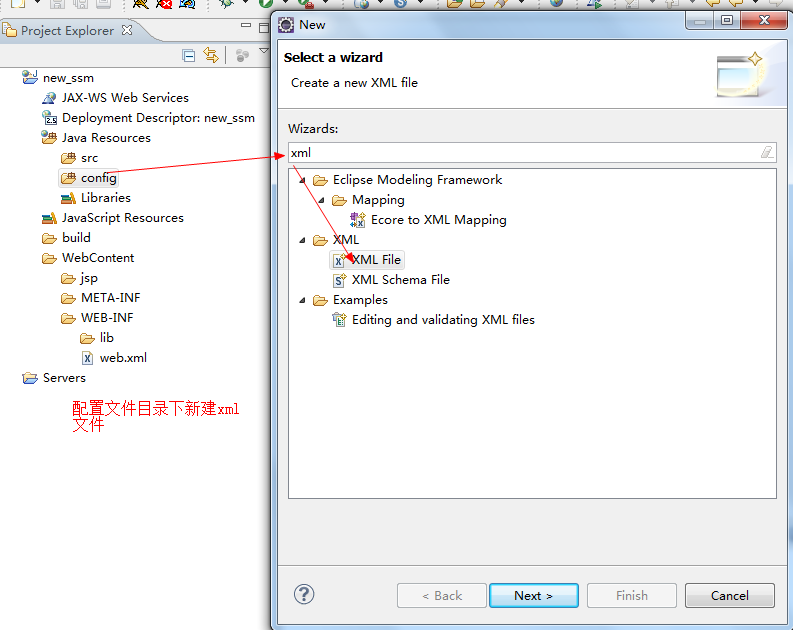 Project Explorer
new_ssm
JAX-WS Web Services
2.5 Deployment Descriptor: new_ssm
Java Resources
src
config
Libraries
JavaScript Resources
build
WebContent
jsp
META-INF
WEB-INF
lib
X web.xml
Servers
配置文件目录下新建xml
文件
New
Select a wizard
Create a new XML file
Wizards:
xml
Eclipse Modeling Framework
Mapping
Ecore to XML Mapping
XML
X XML File
S XML Schema File
Examples
Editing and validating XML files
?
< Back
Next >
Finish
Cancel